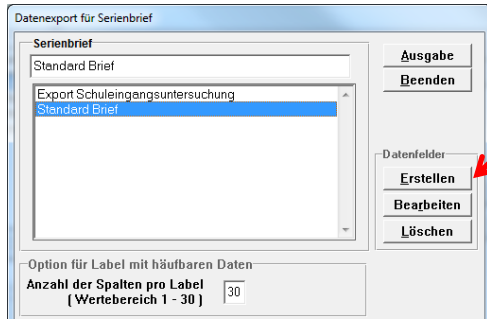 Datenexport für Serienbrief
Serienbrief
Standard Brief
Export Schuleingangsuntersuchung
Standard Brief
Ausgabe
Beenden
Datenfelder
Erstellen
Bearbeiten
Löschen
Option für Label mit häufbaren Daten
Anzahl der Spalten pro Label
( Wertebereich 1 - 30 )
30